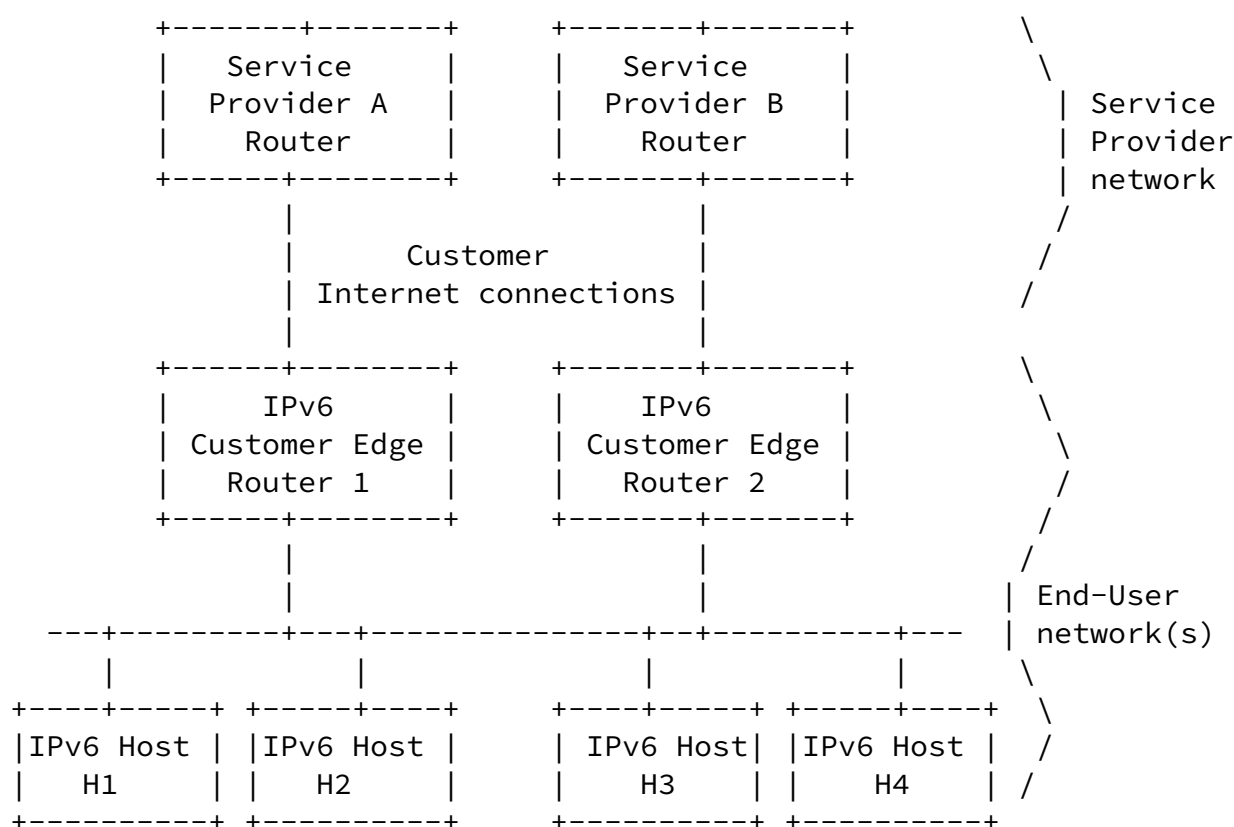 Service Service
Provider A Provider B Service
Router Router Provider
network
Customer
Internet connections
IPv6 IPv6
Customer Edge Customer Edge
Router 1 Router 2
End-User
network(s)
IPv6 Host IPv6 Host IPv6 Host IPv6 Host
H1 H2 H3 H4